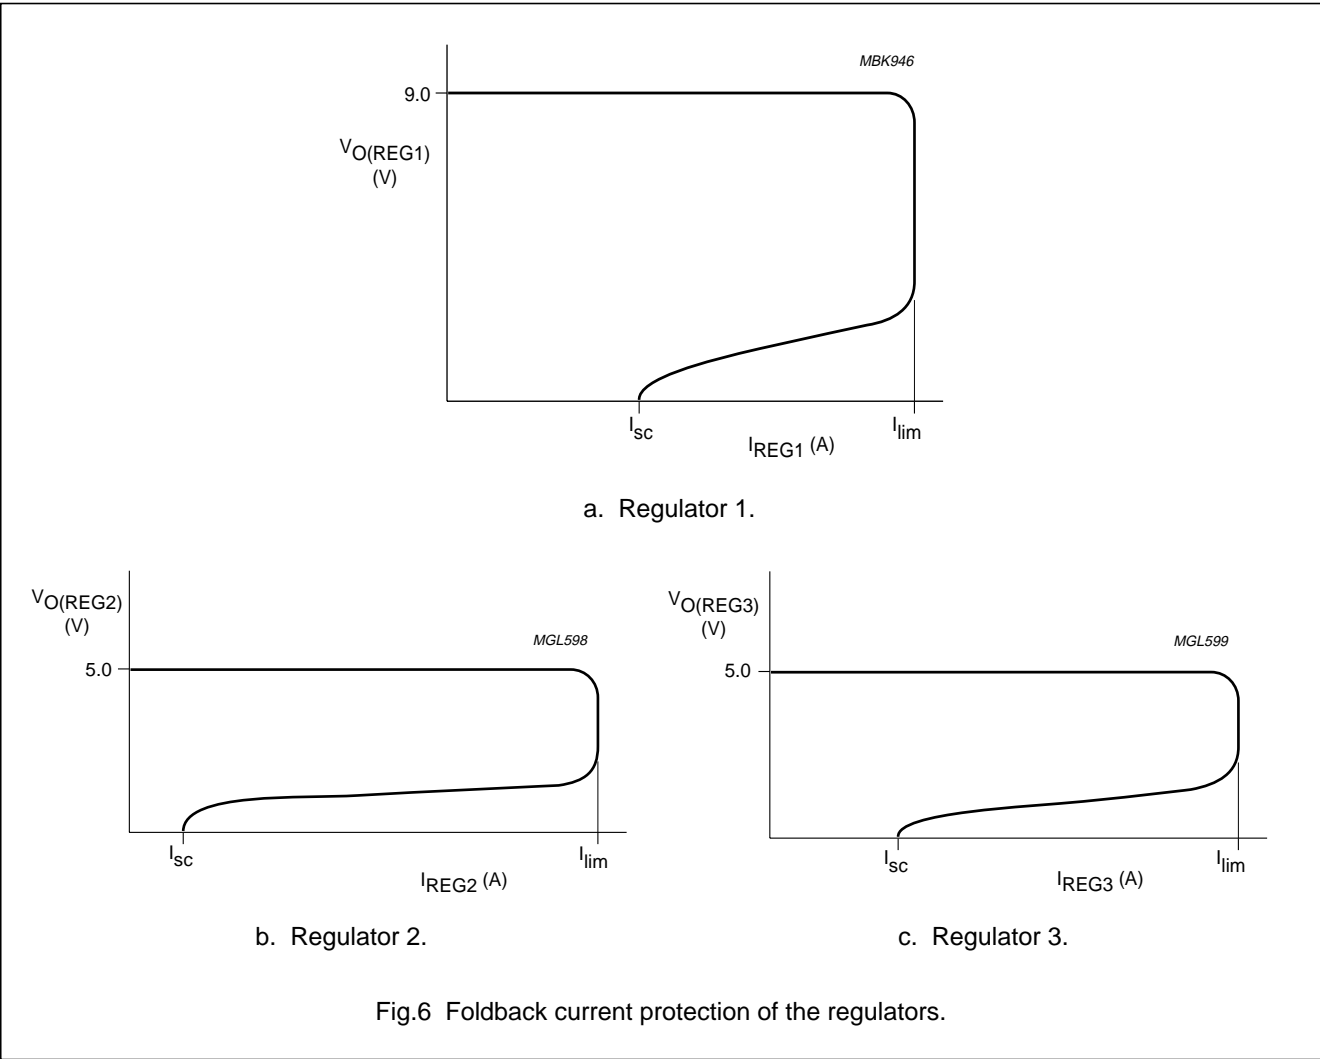 MBK946
9.0
VO(REG1)
(V)
Isc
Ilim
IREG1 (A)
a. Regulator 1.
VO(REG2)
(V)
MGL598
5.0
Isc
Ilim
IREG2 (A)
b. Regulator 2.
VO(REG3)
(V)
MGL599
5.0
Isc
Ilim
IREG3 (A)
c. Regulator 3.
Fig.6 Foldback current protection of the regulators.